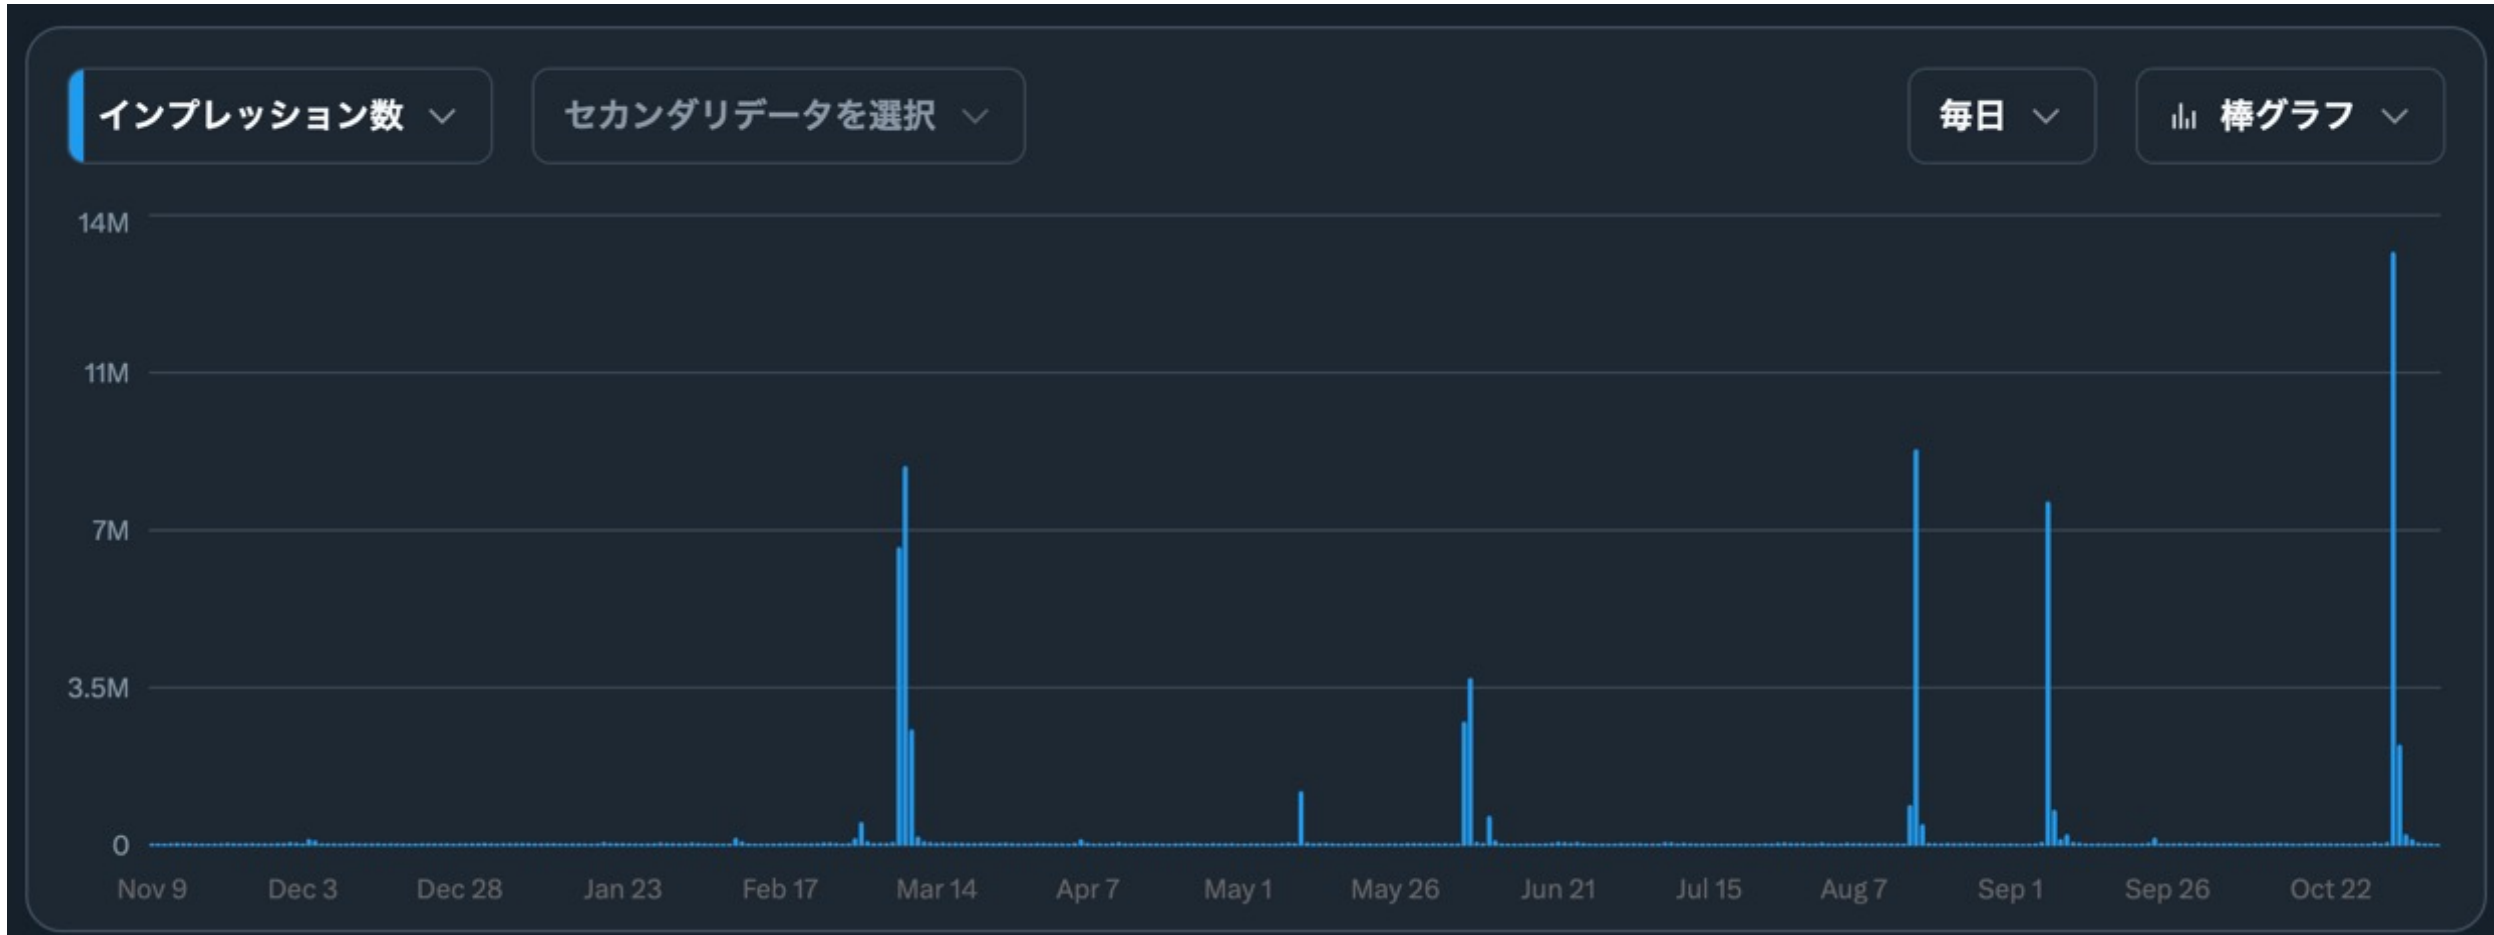 インプレッション数
セカンダリデータを選択
毎日
棒グラフ
14M
11M
7M
3.5M
0
Nov 9 Dec 3 Dec 28 Jan 23 Feb 17 Mar 14 Apr 7 May 1 May 26 Jun 21 Jul 15 Aug 7 Sep 1 Sep 26 Oct 22